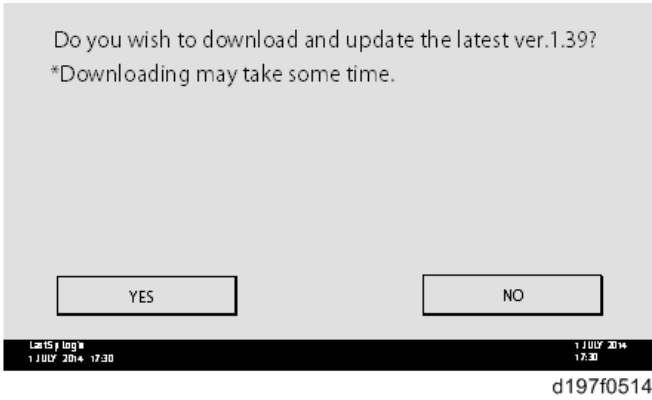 Do you wish to download and update the latest ver.1.39?
*Downloading may take some time.
YES
NO
1 JULY 2014 17:30
1 JULY 2014
17:30
d197f0514